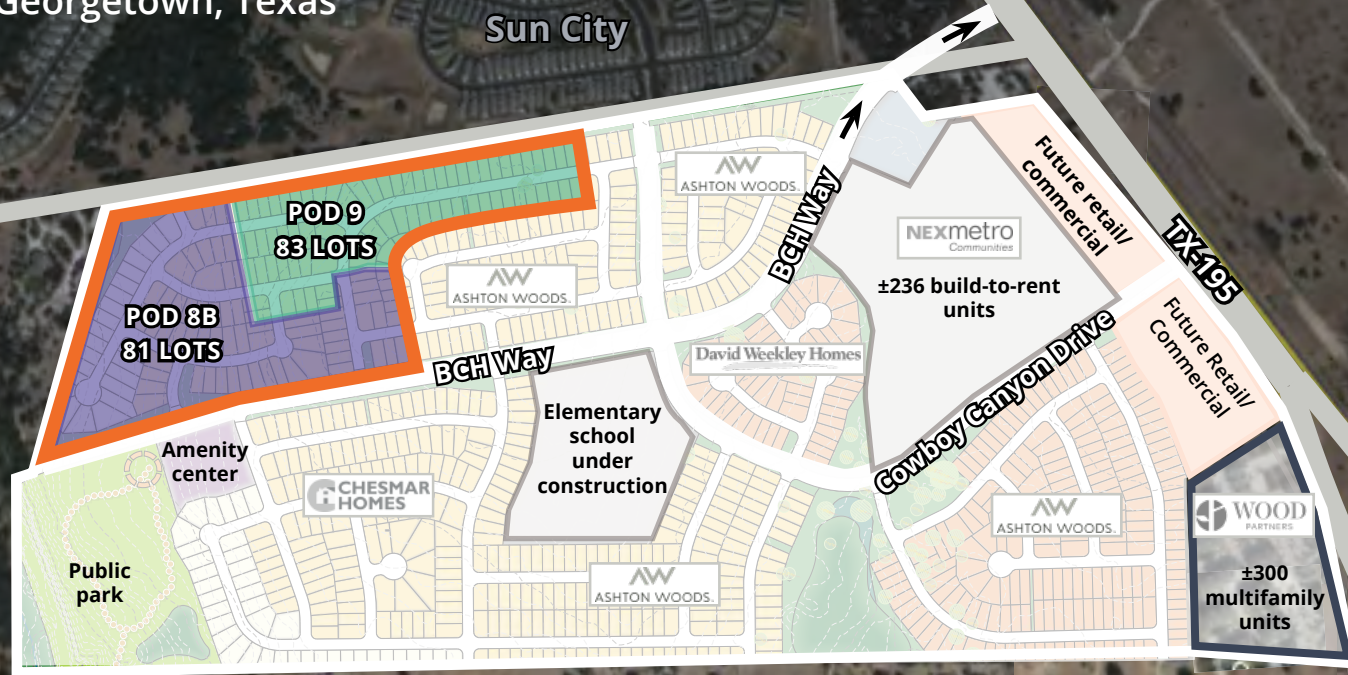 Georgetown, Texas
Sun City
POD 9
83 LOTS
POD 8B
81 LOTS
AW
ASHTON WOODS.
AW
ASHTON WOODS.
BCH Way
BCH Way
NEXmetro
Communities
±236 build-to-rent
units
Future retail/
commercial
TX-195
Future Retail/
Commercial
David Weekley Homes
Cowboy Canyon Drive
Elementary
school
under
construction
Amenity
center
CHESMAR
HOMES
Public
park
AW
ASHTON WOODS.
AW
ASHTON WOODS.
WOOD
PARTNERS
±300
multifamily
units